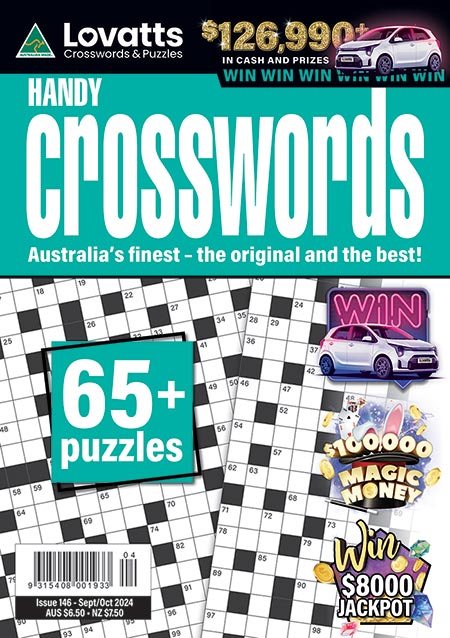 Lovatts
Crosswords & Puzzles
AUSTRALIAN MADE
$126,990+
IN CASH AND PRIZES
WIN WIN WIN WIN WIN WIN
HANDY
crosswords
Australia's finest – the original and the best!
WIN
65+
puzzles
$100,000
MAGIC
MONEY
Win
$8000
JACKPOT
04
9 315408 001933
Issue 146 - Sept/Oct 2024
AUS $6.50 • NZ $7.50